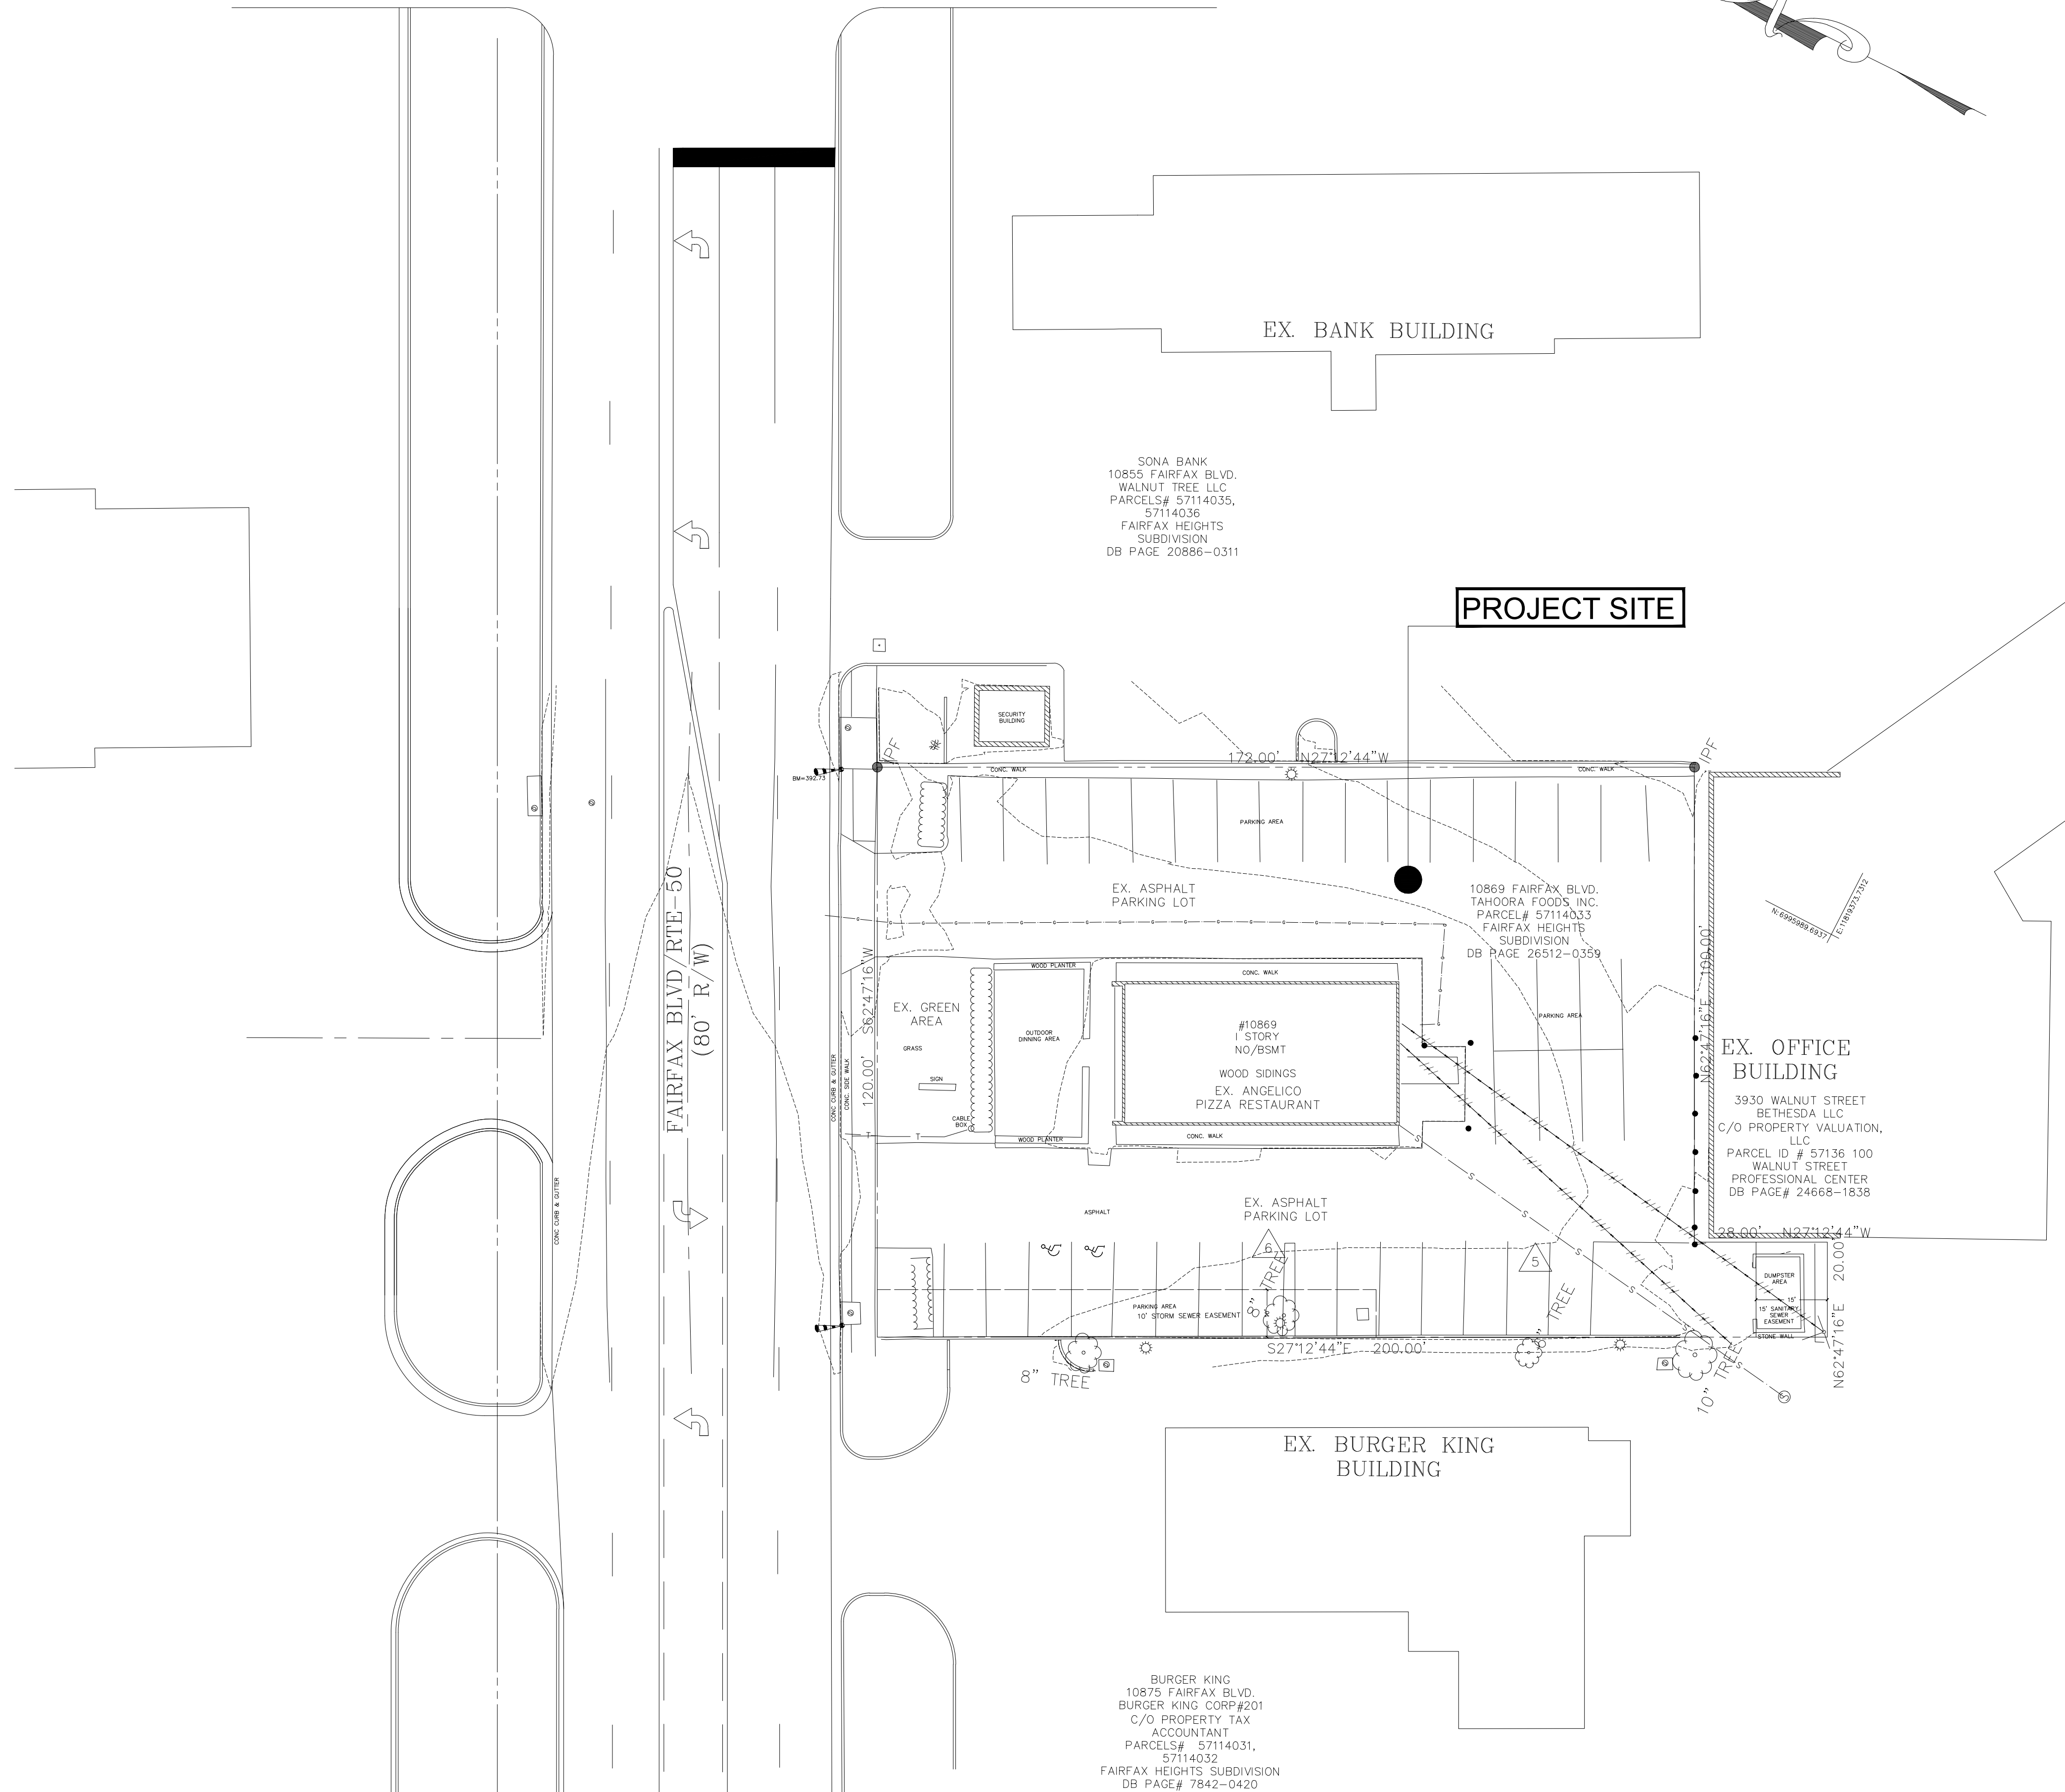 EX. BANK BUILDING
SONA BANK
10855 FAIRFAX BLVD.
WALNUT TREE LLC
PARCELS# 57114035,
57114036
FAIRFAX HEIGHTS
SUBDIVISION
DB PAGE 20886-0311
PROJECT SITE
SECURITY
BUILDING
IPF
IPF
172.00' N27°12'44"W
BM=392.73
CONC. WALK
CONC. WALK
PARKING AREA
EX. ASPHALT
PARKING LOT
10869 FAIRFAX BLVD.
TAHOORA FOODS INC.
PARCEL# 57114033
FAIRFAX HEIGHTS
SUBDIVISION
DB PAGE 26512-0359
N: 6995989.6937
E: 11819373.7312
G G G G G G G G G G G G G G G G G G
FAIRFAX BLVD/RTE-50
(80' R/W)
120.00' S62°47'16"W
N62°47'16"E 100.00'
CONC CURB & GUTTER
CONC. SIDE WALK
CONC CURB & GUTTER
WOOD PLANTER
CONC. WALK
EX. GREEN
AREA
GRASS
SIGN
CABLE
BOX
OUTDOOR
DINNING AREA
#10869
1 STORY
NO/BSMT
WOOD SIDINGS
EX. ANGELICO
PIZZA RESTAURANT
PARKING AREA
WOOD PLANTER
CONC. WALK
T T
EX. OFFICE
BUILDING
3930 WALNUT STREET
BETHESDA LLC
C/O PROPERTY VALUATION,
LLC
PARCEL ID # 57136 100
WALNUT STREET
PROFESSIONAL CENTER
DB PAGE# 24668-1838
S S S S S S S
ASPHALT
EX. ASPHALT
PARKING LOT
6
5
28.00' N27°12'44"W
N62°47'16"E 20.00'
DUMPSTER
AREA
15'
15' SANITARY
SEWER
EASEMENT
STONE WALL
PARKING AREA
10' STORM SEWER EASEMENT
8" TREE
8" TREE
S27°12'44"E 200.00'
10" TREE
S
8" TREE
EX. BURGER KING
BUILDING
BURGER KING
10875 FAIRFAX BLVD.
BURGER KING CORP#201
C/O PROPERTY TAX
ACCOUNTANT
PARCELS# 57114031,
57114032
FAIRFAX HEIGHTS SUBDIVISION
DB PAGE# 7842-0420